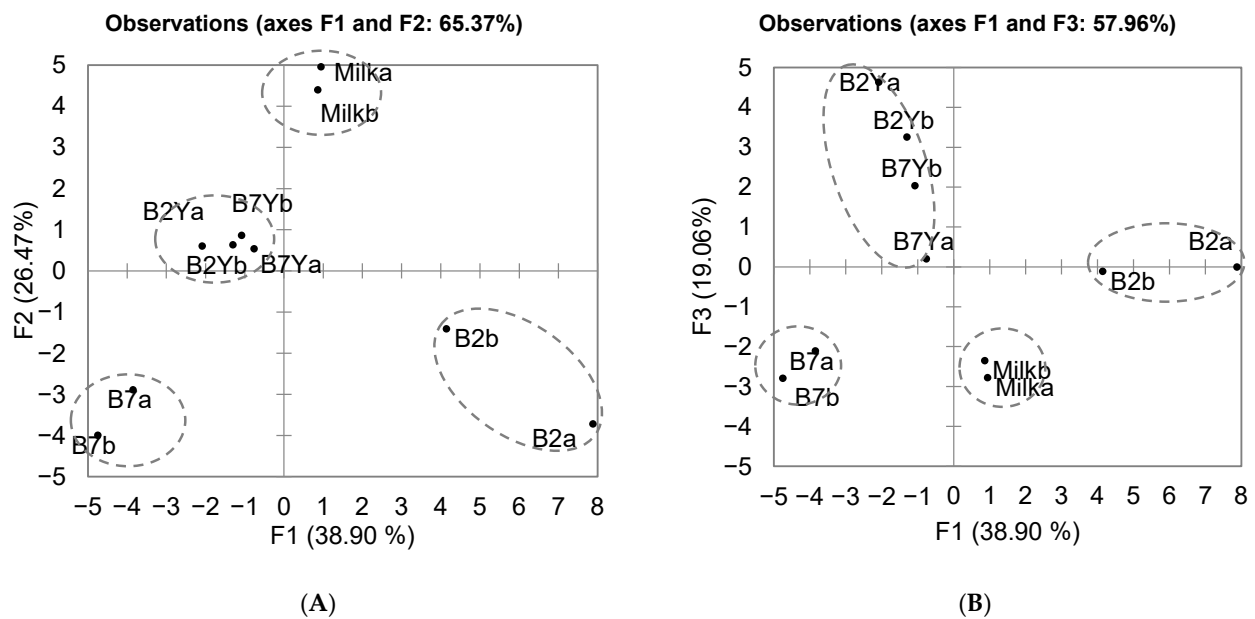 Observations (axes F1 and F2: 65.37%)
5
4
3
2
1
0
−1
−2
−3
−4
−5
F2 (26.47%)
Milka
Milkb
B2Ya
B7Yb
B2Yb
B7Ya
B2b
B7a
B7b
B2a
−5 −4 −3 −2 −1 0 1 2 3 4 5 6 7 8
F1 (38.90 %)
(A)
Observations (axes F1 and F3: 57.96%)
5
4
3
2
1
0
−1
−2
−3
−4
−5
F3 (19.06%)
B2Ya
B2Yb
B7Yb
B7Ya
B2a
B2b
B7a
B7b
Milkb
Milka
−5 −4 −3 −2 −1 0 1 2 3 4 5 6 7 8
F1 (38.90 %)
(B)